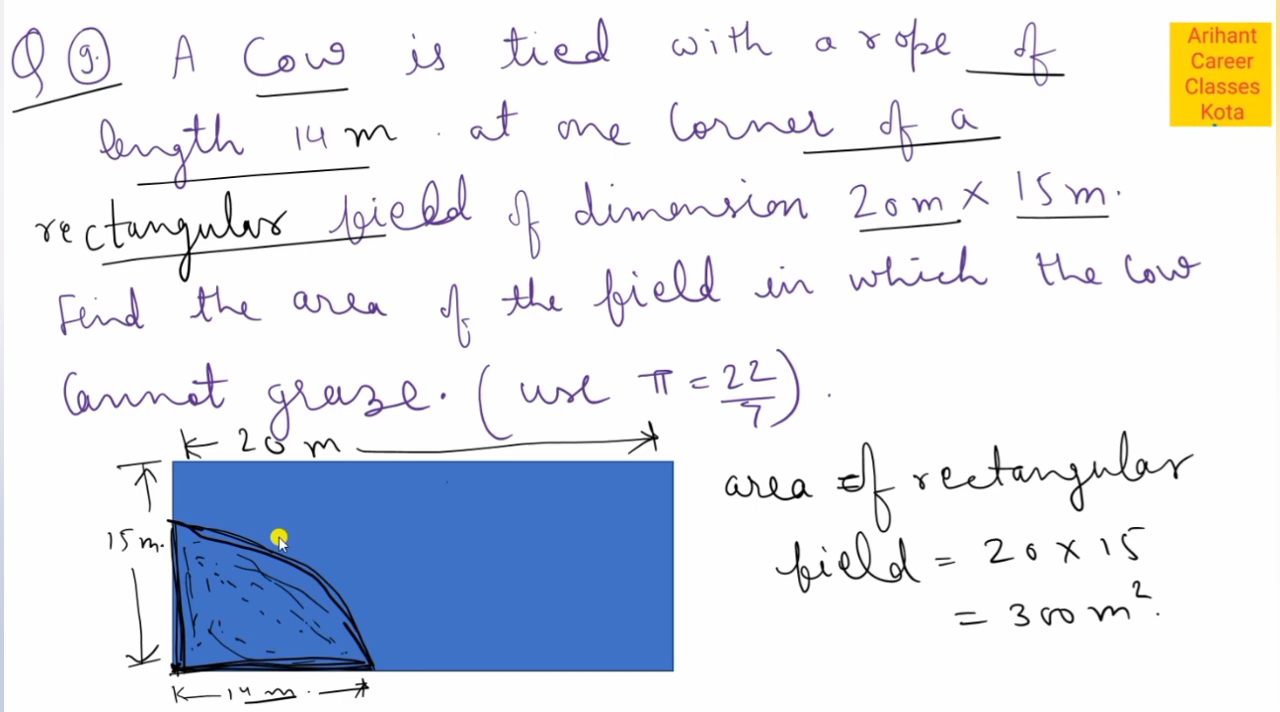 Q 9. A Cow is tied with a rope of
length 14 m. at one corner of a
rectangular field of dimension 20 m × 15 m.
Find the area of the field in which the cow
Cannot graze. (use π = 22/7).
Arihant
Career
Classes
Kota
20 m
15 m.
14 m.
area of rectangular
field = 20 × 15
= 300 m².